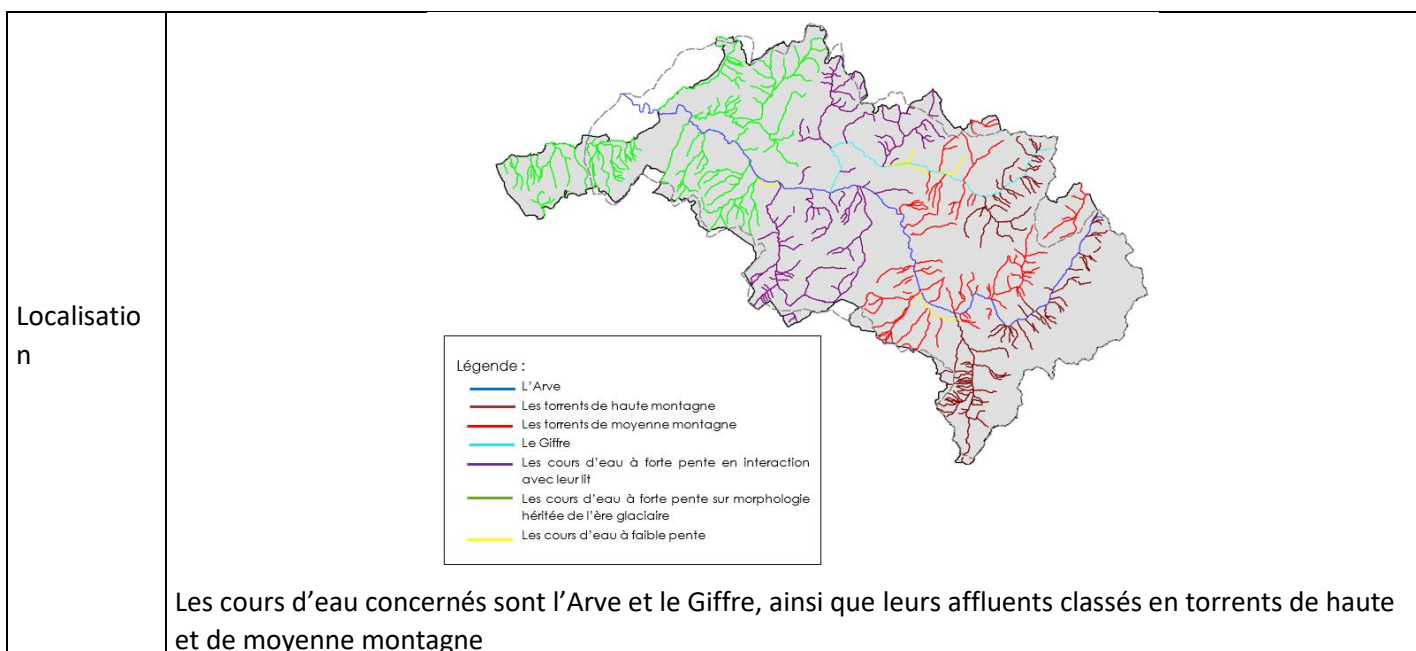 Localisatio
n
Légende :
L'Arve
Les torrents de haute montagne
Les torrents de moyenne montagne
Le Giffre
Les cours d'eau à forte pente en interaction
avec leur lit
Les cours d'eau à forte pente sur morphologie
héritée de l'ère glaciaire
Les cours d'eau à faible pente
Les cours d’eau concernés sont l’Arve et le Giffre, ainsi que leurs affluents classés en torrents de haute
et de moyenne montagne